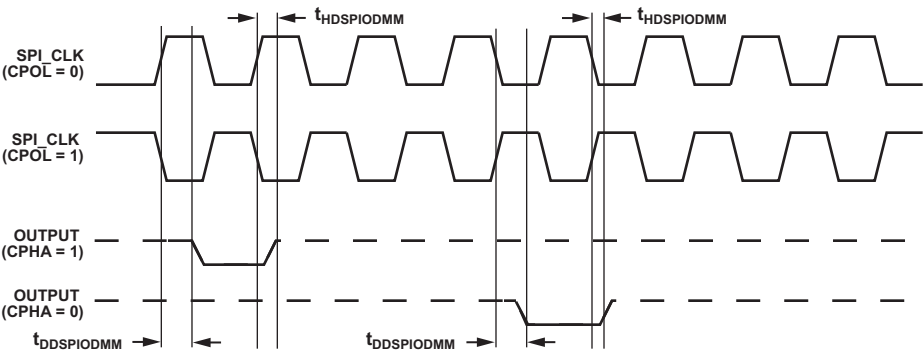 tHDSPIODMM
tHDSPIODMM
SPI_CLK
(CPOL = 0)
SPI_CLK
(CPOL = 1)
OUTPUT
(CPHA = 1)
OUTPUT
(CPHA = 0)
tDDSPIODMM
tDDSPIODMM